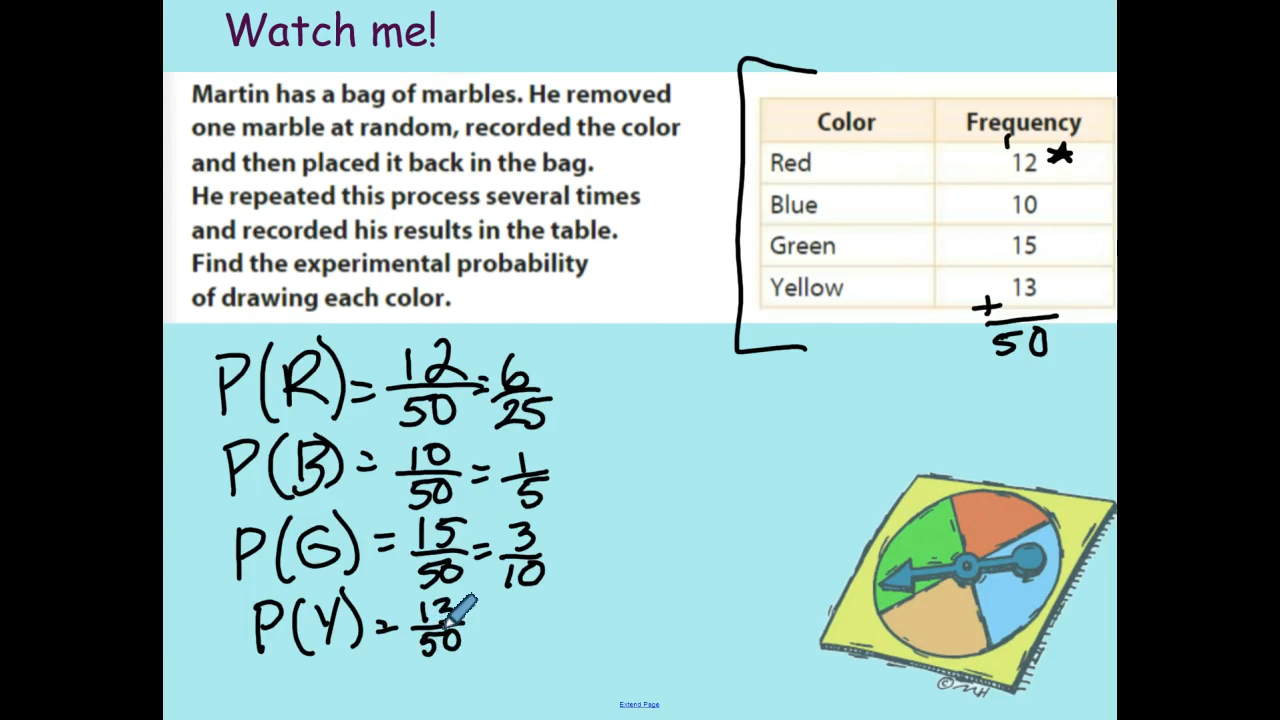 Watch me!
Martin has a bag of marbles. He removed
one marble at random, recorded the color
and then placed it back in the bag.
He repeated this process several times
and recorded his results in the table.
Find the experimental probability
of drawing each color.
Color Frequency
Red 12
Blue 10
Green 15
Yellow 13
+
50
P(R) = 12/50 = 6/25
P(B) = 10/50 = 1/5
P(G) = 15/50 = 3/10
P(Y) = 13/50
©MH
Extend Page